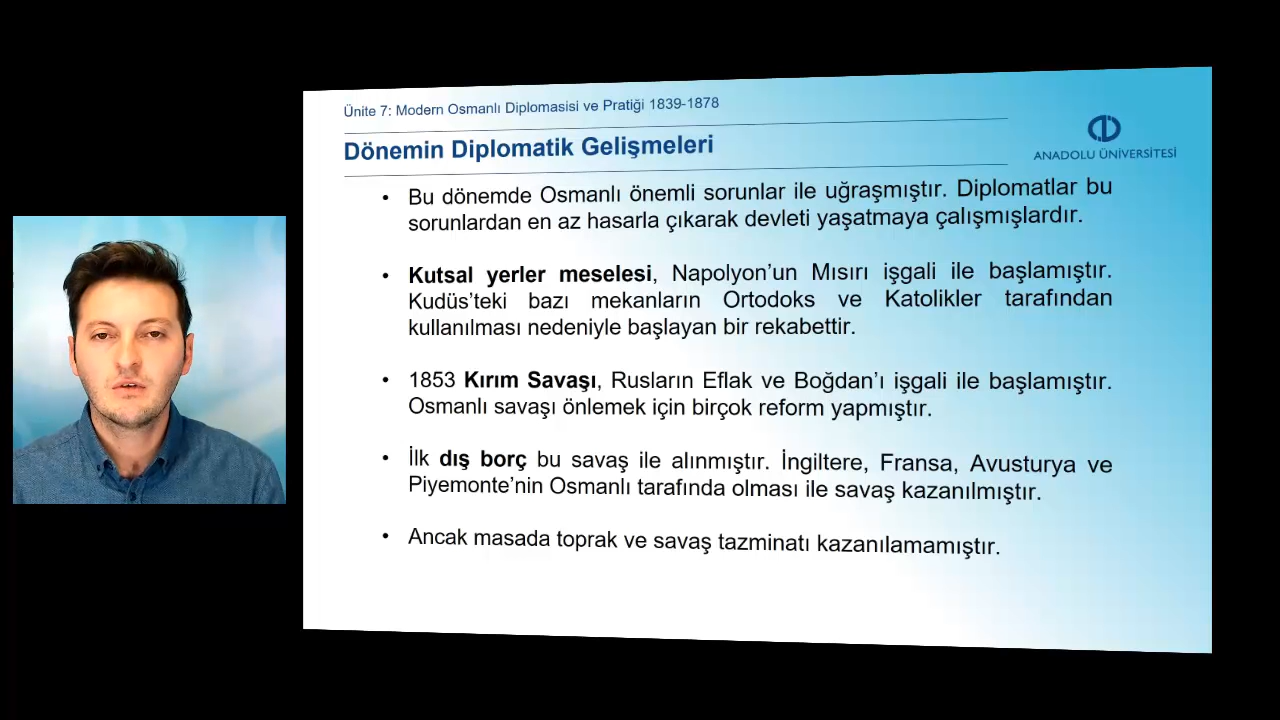 Ünite 7: Modern Osmanlı Diplomasisi ve Pratiği 1839-1878
Dönemin Diplomatik Gelişmeleri
ANADOLU ÜNİVERSİTESİ
• Bu dönemde Osmanlı önemli sorunlar ile uğraşmıştır. Diplomatlar bu
sorunlardan en az hasarla çıkarak devleti yaşatmaya çalışmışlardır.
• Kutsal yerler meselesi, Napolyon’un Mısırı işgali ile başlamıştır.
Kudüs’teki bazı mekanların Ortodoks ve Katolikler tarafından
kullanılması nedeniyle başlayan bir rekabettir.
• 1853 Kırım Savaşı, Rusların Eflak ve Boğdan’ı işgali ile başlamıştır.
Osmanlı savaşı önlemek için birçok reform yapmıştır.
• İlk dış borç bu savaş ile alınmıştır. İngiltere, Fransa, Avusturya ve
Piyemonte’nin Osmanlı tarafında olması ile savaş kazanılmıştır.
• Ancak masada toprak ve savaş tazminatı kazanılamamıştır.